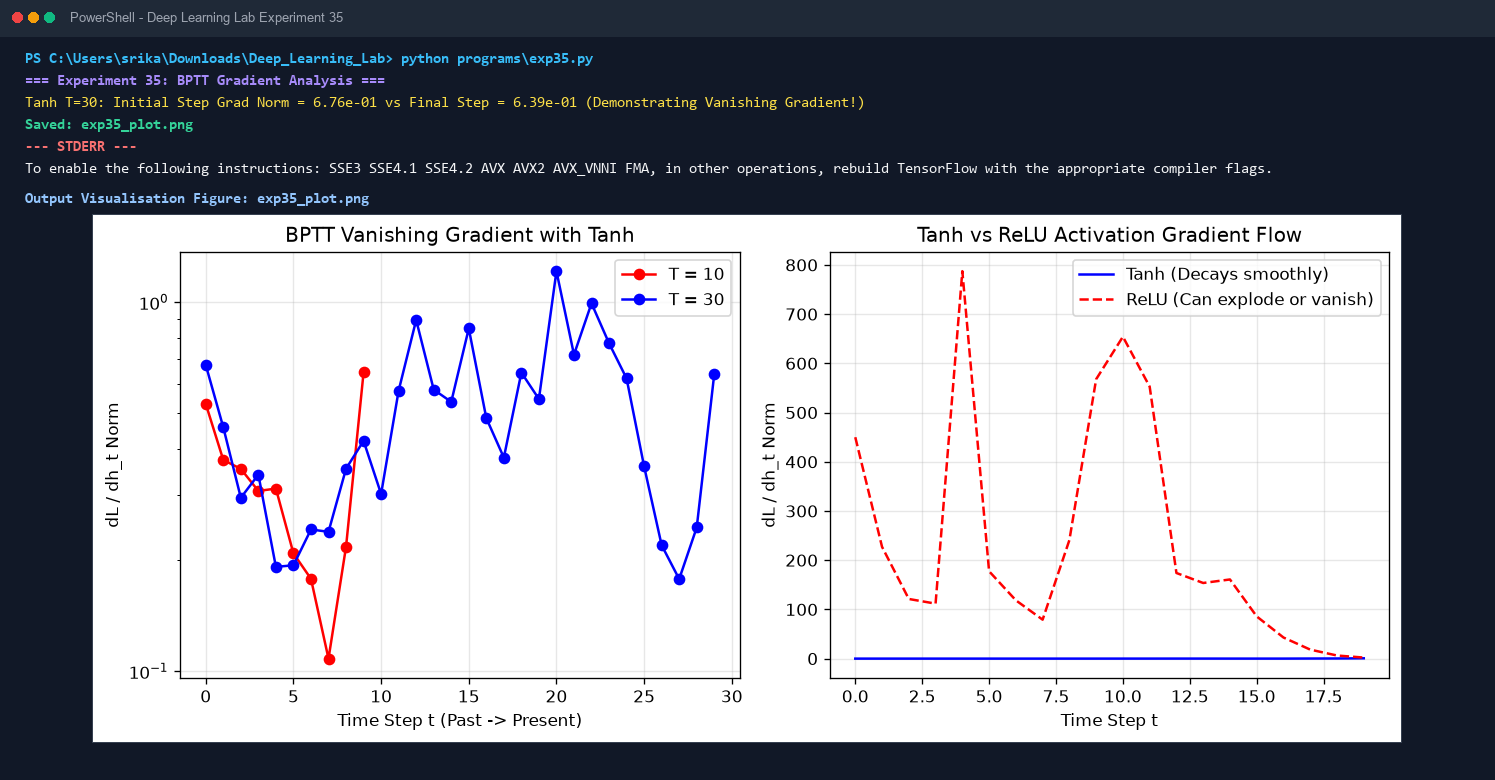 PowerShell - Deep Learning Lab Experiment 35
PS C:\Users\srika\Downloads\Deep_Learning_Lab> python programs\exp35.py
=== Experiment 35: BPTT Gradient Analysis ===
Tanh T=30: Initial Step Grad Norm = 6.76e-01 vs Final Step = 6.39e-01 (Demonstrating Vanishing Gradient!)
Saved: exp35_plot.png
--- STDERR ---
To enable the following instructions: SSE3 SSE4.1 SSE4.2 AVX AVX2 AVX_VNNI FMA, in other operations, rebuild TensorFlow with the appropriate compiler flags.
Output Visualisation Figure: exp35_plot.png
BPTT Vanishing Gradient with Tanh
T = 10
T = 30
10⁰
10⁻¹
dL / dh_t Norm
0 5 10 15 20 25 30
Time Step t (Past -> Present)
Tanh vs ReLU Activation Gradient Flow
Tanh (Decays smoothly)
ReLU (Can explode or vanish)
800
700
600
500
400
300
200
100
0
dL / dh_t Norm
0.0 2.5 5.0 7.5 10.0 12.5 15.0 17.5
Time Step t